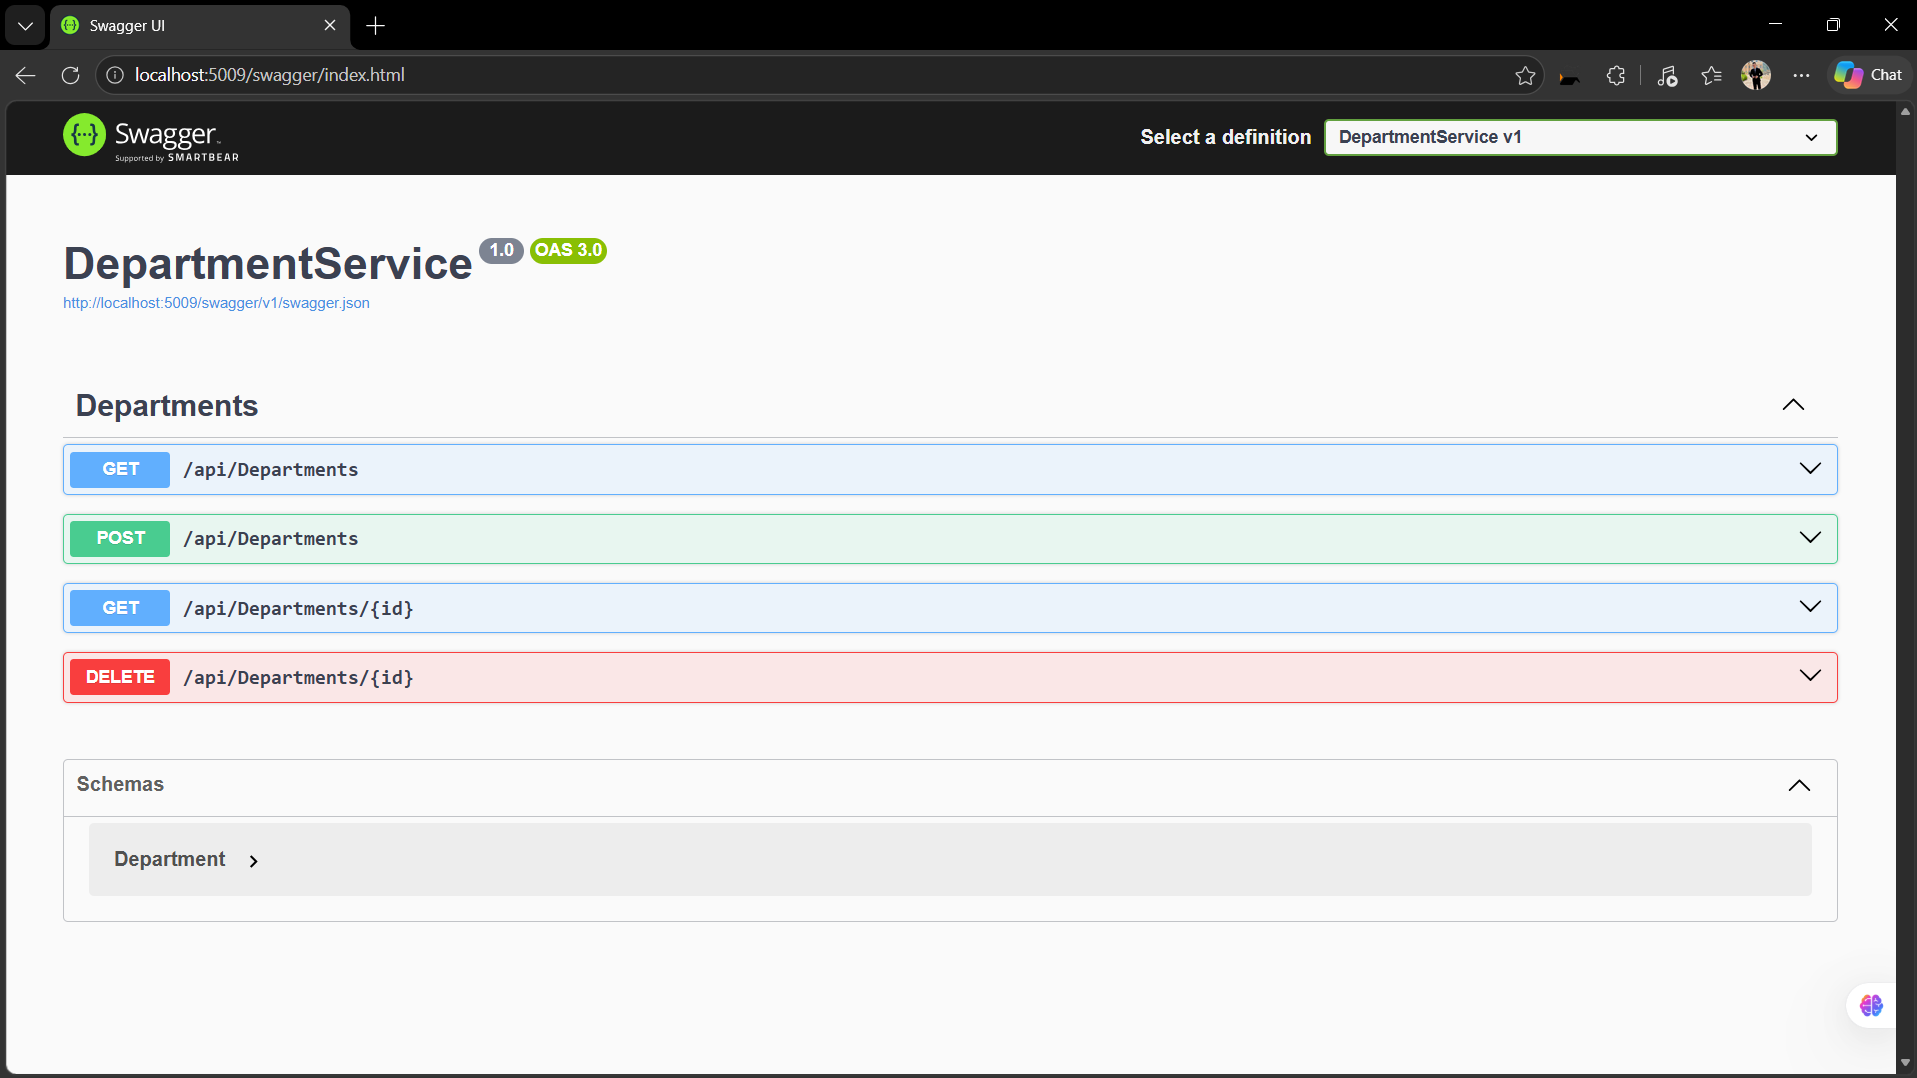 Swagger UI
localhost:5009/swagger/index.html
Chat
Swagger
Supported by SMARTBEAR
Select a definition
DepartmentService v1
DepartmentService 1.0 OAS 3.0
http://localhost:5009/swagger/v1/swagger.json
Departments
GET /api/Departments
POST /api/Departments
GET /api/Departments/{id}
DELETE /api/Departments/{id}
Schemas
Department